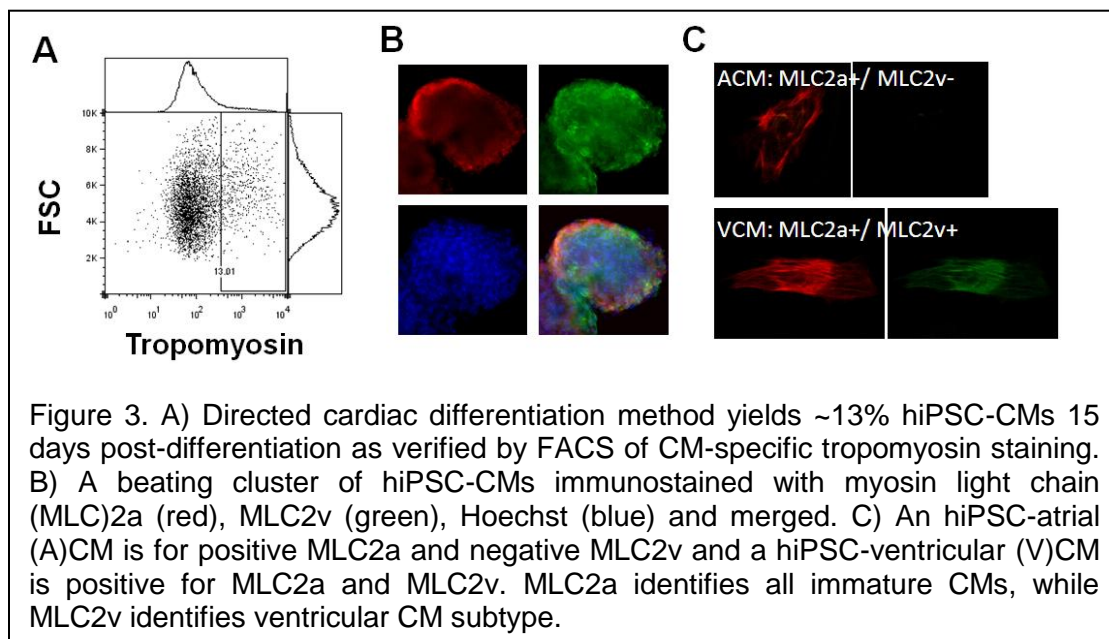 A
B
C
10K
8K
6K
4K
2K
FSC
13.01
10^0 10^1 10^2 10^3 10^4
Tropomyosin
ACM: MLC2a+/ MLC2v-
VCM: MLC2a+/ MLC2v+
Figure 3. A) Directed cardiac differentiation method yields ~13% hiPSC-CMs 15
days post-differentiation as verified by FACS of CM-specific tropomyosin staining.
B) A beating cluster of hiPSC-CMs immunostained with myosin light chain
(MLC)2a (red), MLC2v (green), Hoechst (blue) and merged. C) An hiPSC-atrial
(A)CM is for positive MLC2a and negative MLC2v and a hiPSC-ventricular (V)CM
is positive for MLC2a and MLC2v. MLC2a identifies all immature CMs, while
MLC2v identifies ventricular CM subtype.